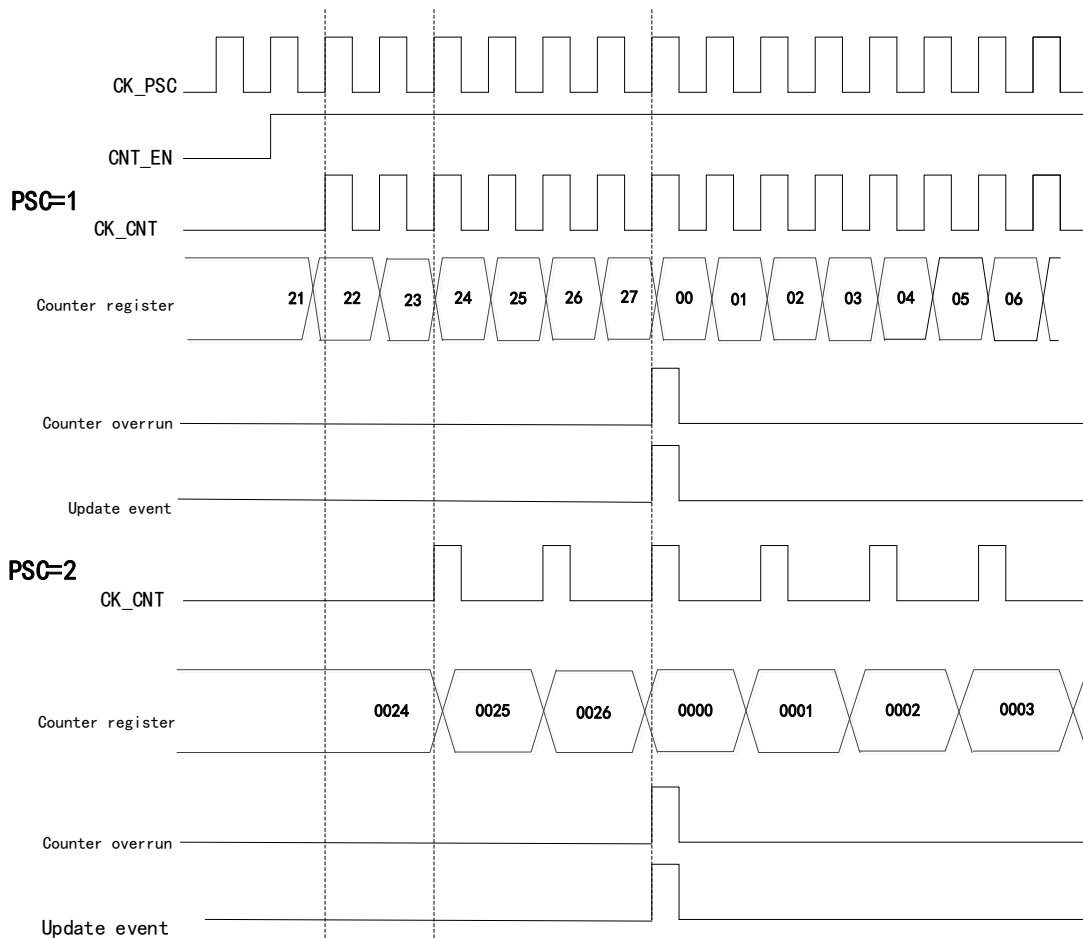 CK_PSC
CNT_EN
PSC=1
CK_CNT
Counter register 21 22 23 24 25 26 27 00 01 02 03 04 05 06
Counter overrun
Update event
PSC=2
CK_CNT
Counter register 0024 0025 0026 0000 0001 0002 0003
Counter overrun
Update event